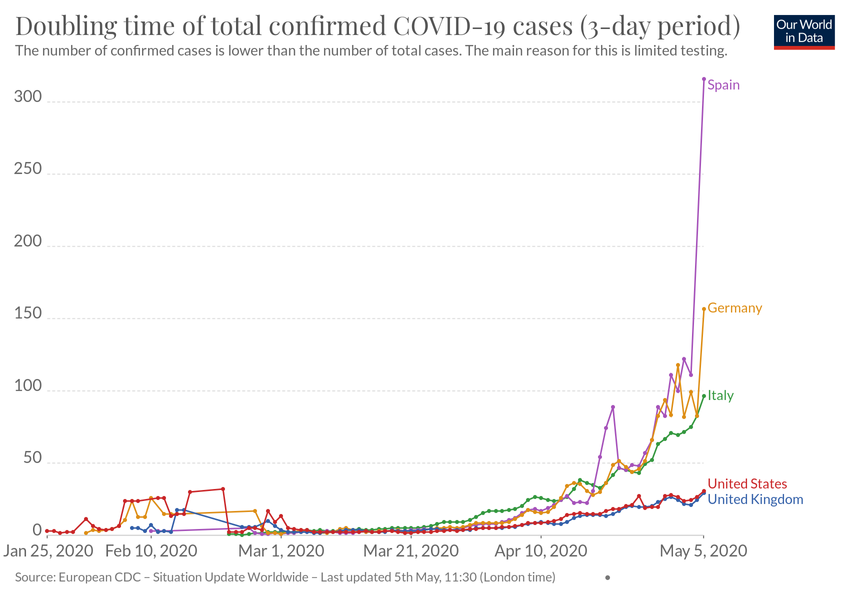 Doubling time of total confirmed COVID-19 cases (3-day period)
Our World
in Data
The number of confirmed cases is lower than the number of total cases. The main reason for this is limited testing.
300
250
200
150
100
50
0
Spain
Germany
Italy
United States
United Kingdom
Jan 25, 2020 Feb 10, 2020 Mar 1, 2020 Mar 21, 2020 Apr 10, 2020 May 5, 2020
Source: European CDC – Situation Update Worldwide – Last updated 5th May, 11:30 (London time) •